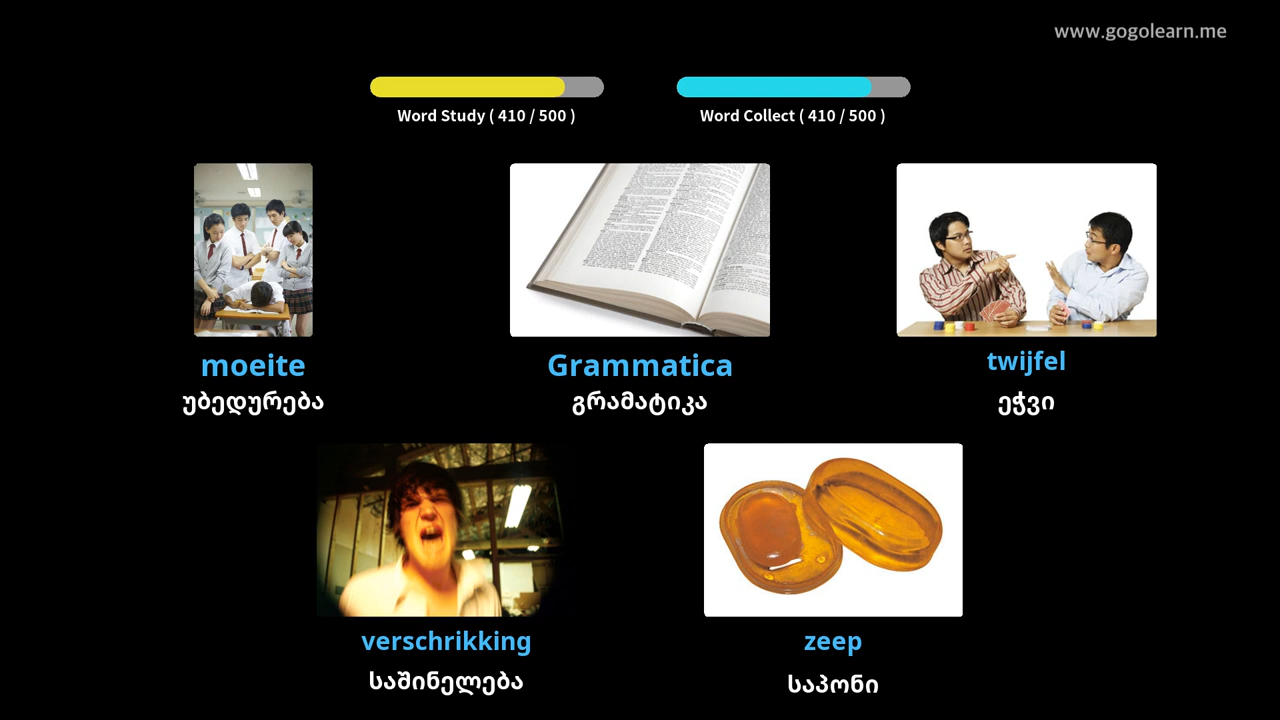 www.gogolearn.me
Word Study ( 410 / 500 )
Word Collect ( 410 / 500 )
moeite
უბედურება
Grammatica
გრამატიკა
twijfel
ეჭვი
verschrikking
საშინელება
zeep
საპონი